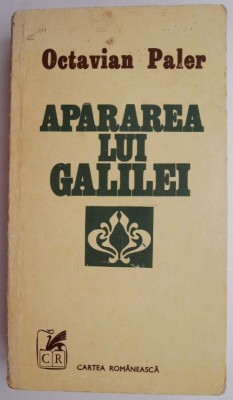 Octavian Paler
APĂRAREA
LUI
GALILEI
CR
CARTEA ROMÂNEASCĂ